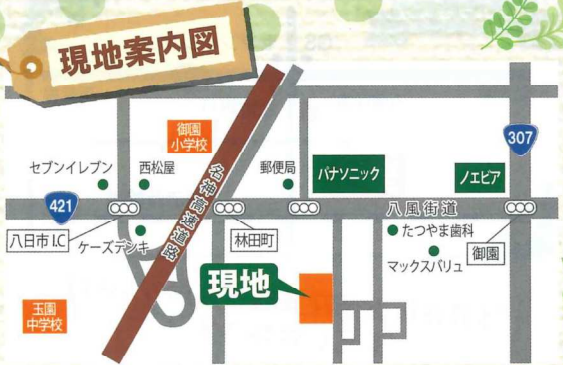 現地案内図
御園
小学校
307
セブンイレブン
西松屋
郵便局
パナソニック
ノエビア
名神高速道路
421
八風街道
八日市I.C
ケーズデンキ
林田町
たつやま歯科
御園
マックスバリュ
現地
玉園
中学校